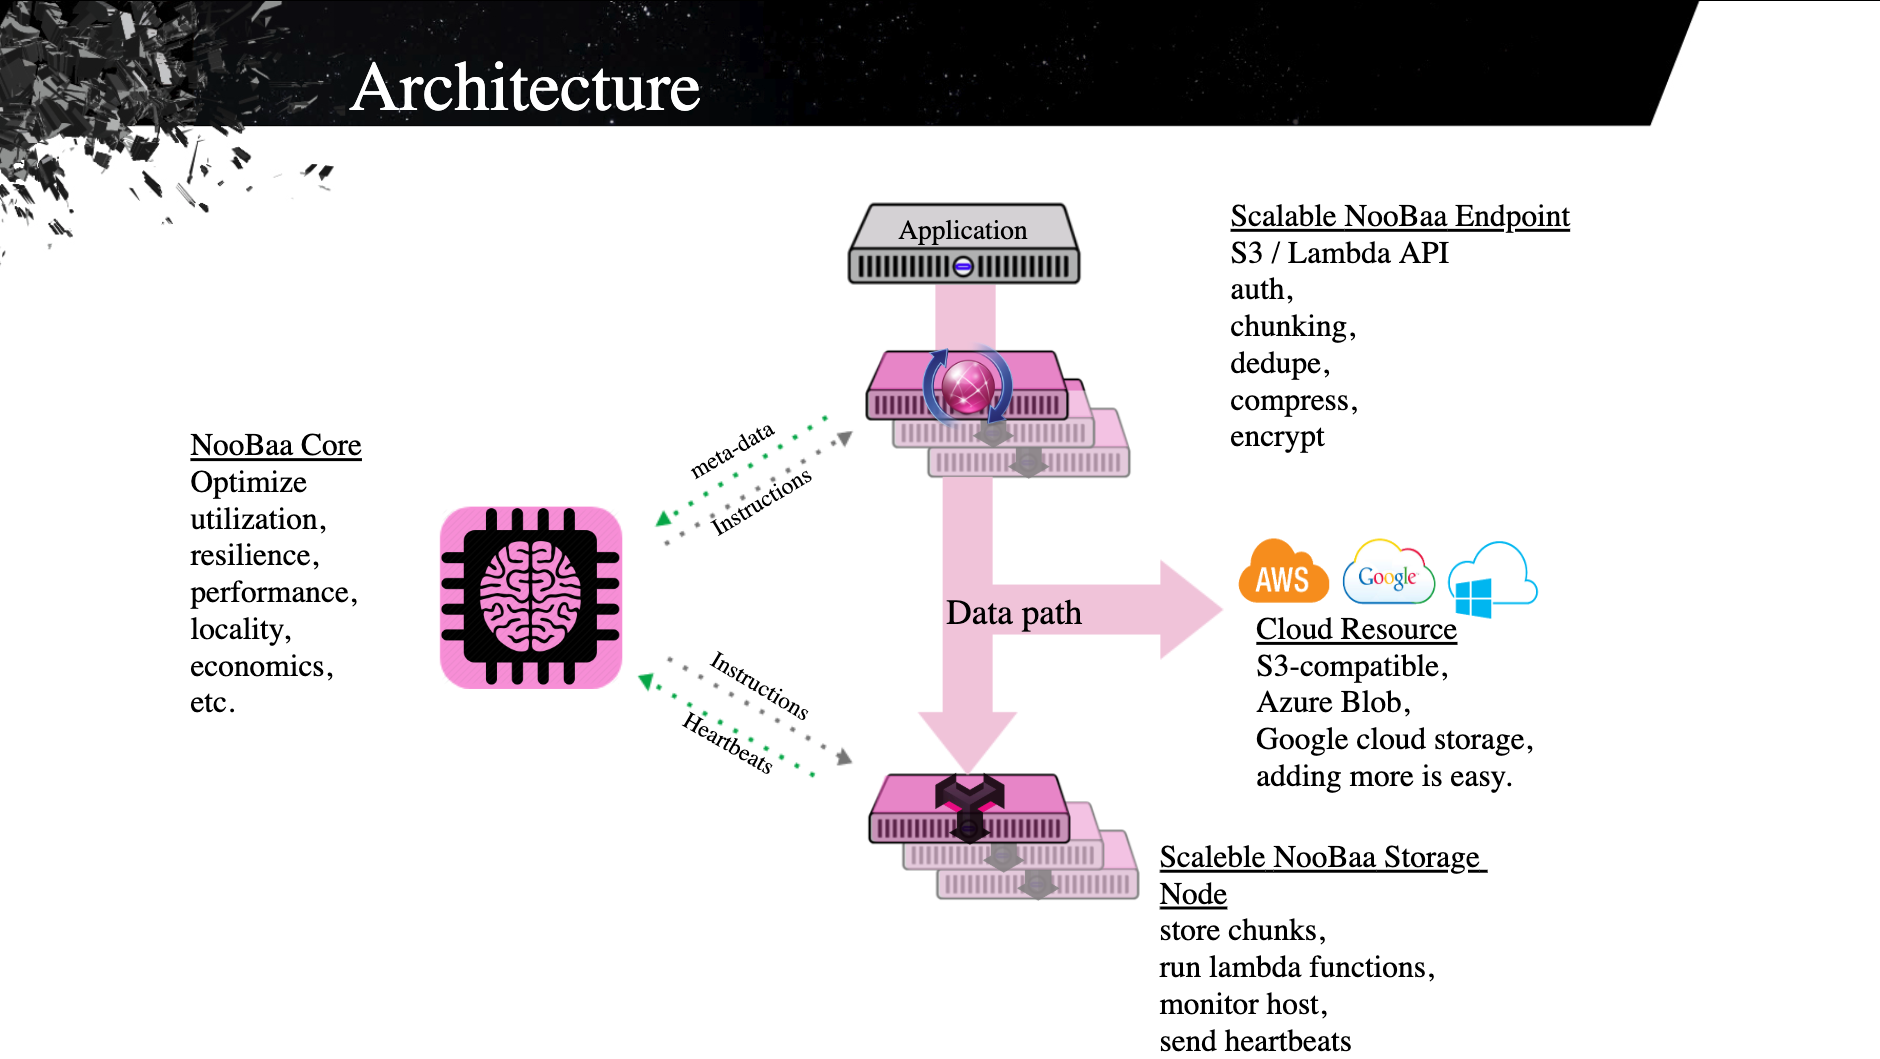 Architecture
Application
Scalable NooBaa Endpoint
S3 / Lambda API
auth,
chunking,
dedupe,
compress,
encrypt
meta-data
Instructions
NooBaa Core
Optimize
utilization,
resilience,
performance,
locality,
economics,
etc.
AWS
Google
Data path
Cloud Resource
S3-compatible,
Azure Blob,
Google cloud storage,
adding more is easy.
Instructions
Heartbeats
Scaleble NooBaa Storage
Node
store chunks,
run lambda functions,
monitor host,
send heartbeats